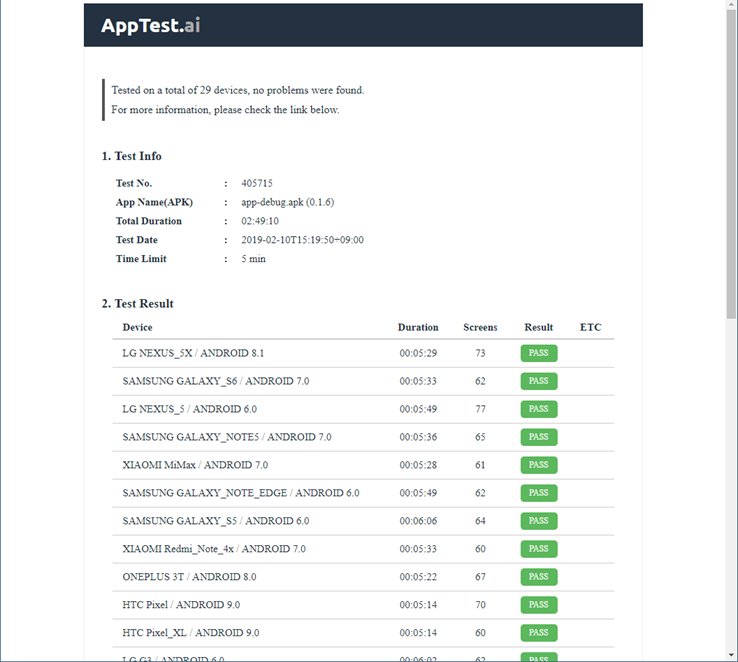 AppTest.ai
Tested on a total of 29 devices, no problems were found.
For more information, please check the link below.
1. Test Info
Test No. : 405715
App Name(APK) : app-debug.apk (0.1.6)
Total Duration : 02:49:10
Test Date : 2019-02-10T15:19:50+09:00
Time Limit : 5 min
2. Test Result
Device Duration Screens Result ETC
LG NEXUS_5X / ANDROID 8.1 00:05:29 73 PASS
SAMSUNG GALAXY_S6 / ANDROID 7.0 00:05:33 62 PASS
LG NEXUS_5 / ANDROID 6.0 00:05:49 77 PASS
SAMSUNG GALAXY_NOTE5 / ANDROID 7.0 00:05:36 65 PASS
XIAOMI MiMax / ANDROID 7.0 00:05:28 61 PASS
SAMSUNG GALAXY_NOTE_EDGE / ANDROID 6.0 00:05:49 62 PASS
SAMSUNG GALAXY_S5 / ANDROID 6.0 00:06:06 64 PASS
XIAOMI Redmi_Note_4x / ANDROID 7.0 00:05:33 60 PASS
ONEPLUS 3T / ANDROID 8.0 00:05:22 67 PASS
HTC Pixel / ANDROID 9.0 00:05:14 70 PASS
HTC Pixel_XL / ANDROID 9.0 00:05:14 60 PASS
LG G3 / ANDROID 6.0 00:06:02 62 PASS